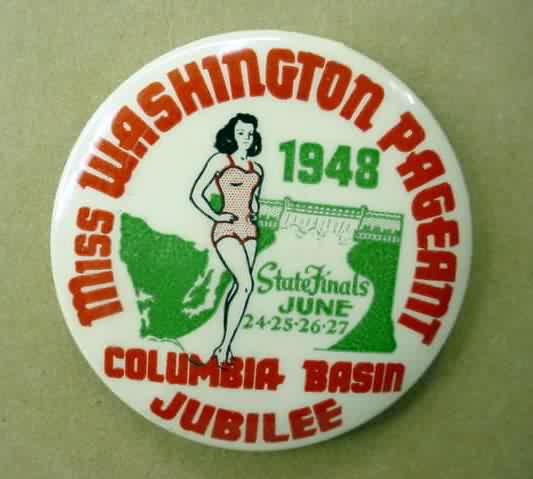 MISS WASHINGTON PAGEANT
1948
State Finals
JUNE
24-25-26-27
COLUMBIA BASIN
JUBILEE